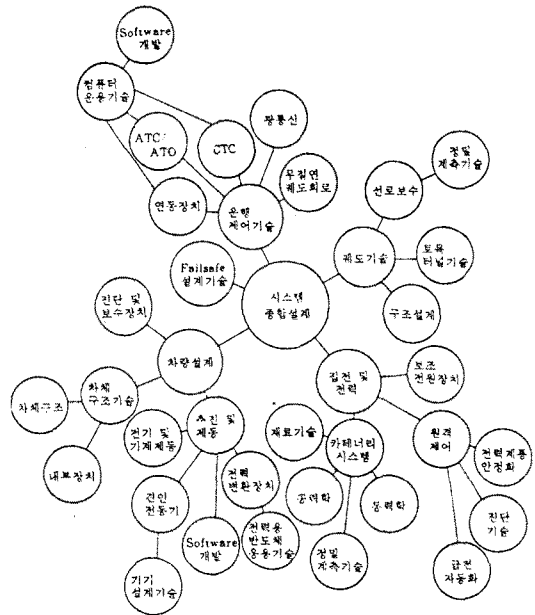 Software
개발
컴퓨터
운용기술
ATC/
ATO
CTC
광통신
무절연
궤도회로
연동장치
운행
제어기술
정밀
계측기술
선로보수
궤도기술
토목
터널기술
구조설계
Failsafe
설계기술
시스템
종합설계
진단 및
보수장치
차량설계
차체
구조기술
차체구조
내부장치
추진 및
제동
전기 및
기계제동
견인
전동기
기기
설계기술
Software
개발
전력
변환장치
전력용
반도체
응용기술
집전 및
전력
보조
전원장치
재료기술
카테너리
시스템
공력학
동력학
정밀
계측기술
원격
제어
전력계통
안정화
진단
기술
급전
자동화